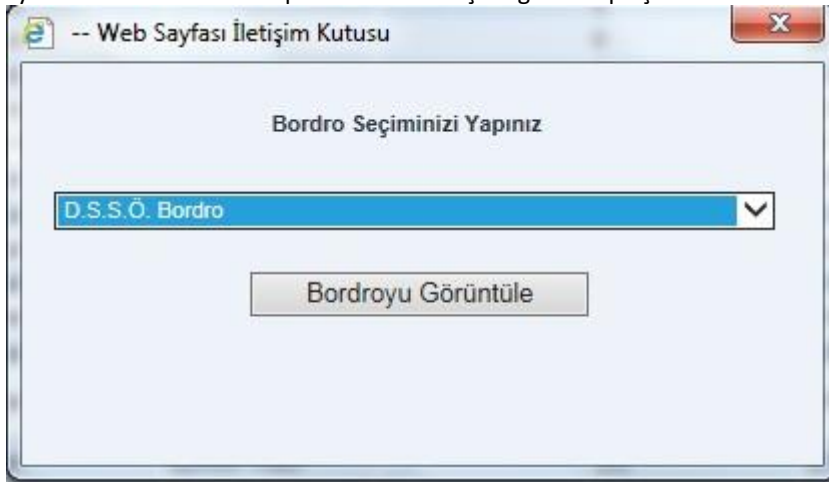 -- Web Sayfası İletişim Kutusu
Bordro Seçiminizi Yapınız
D.S.S.Ö. Bordro
Bordroyu Görüntüle